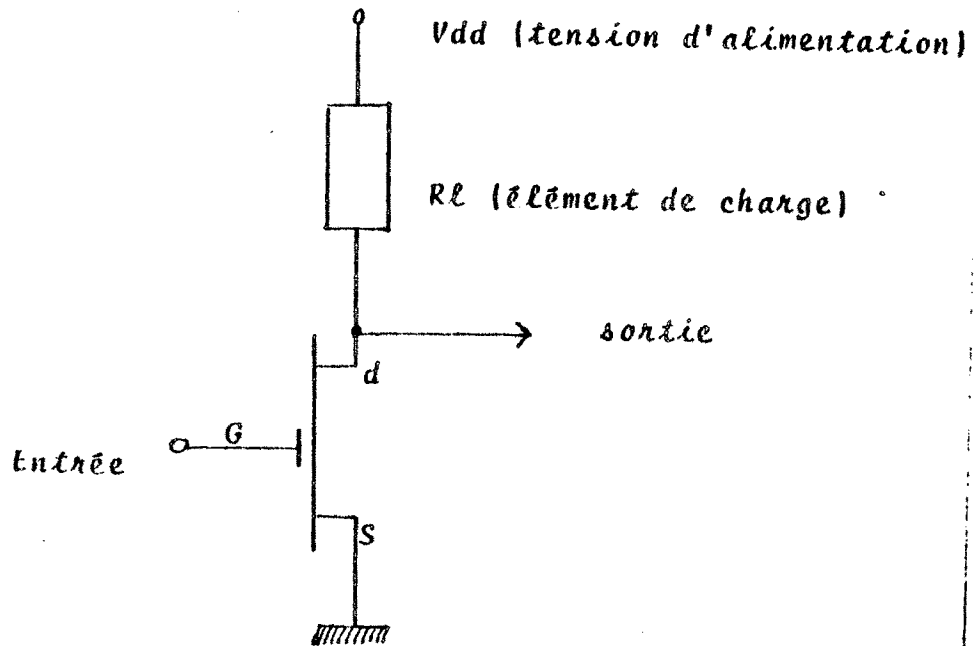 Vdd (tension d'alimentation)
Rl (élément de charge)
sortie
d
G
Entrée
S